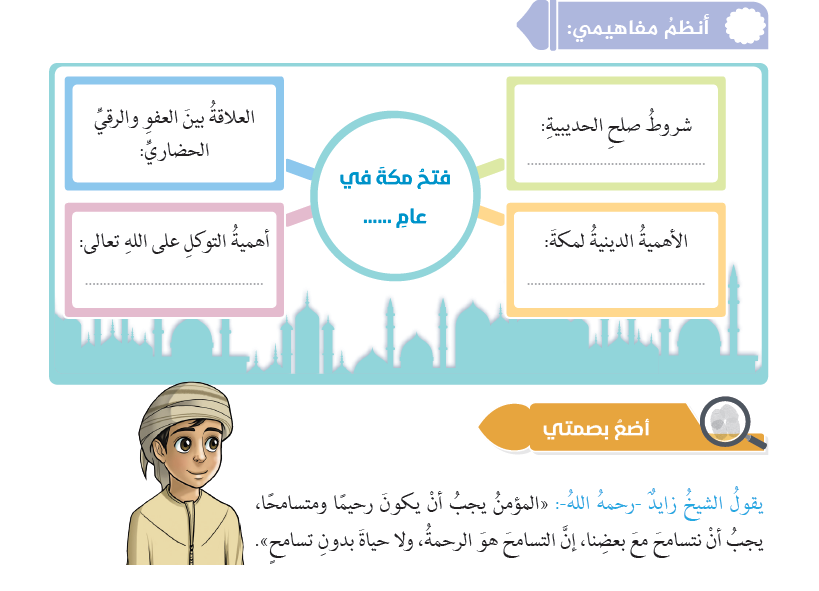 أنظمُ مفاهيمي:
شروطُ صلحِ الحديبيةِ:
..........................................
العلاقةُ بينَ العفوِ والرقيِّ
الحضاريِّ:
فتحُ مكةَ في
عامِ ......
الأهميةُ الدينيةُ لمكةَ:
..........................................
أهميةُ التوكلِ على اللهِ تعالى:
..........................................
أضعُ بصمتي
يقولُ الشيخُ زايدٌ -رحمهُ اللهُ-: «المؤمنُ يجبُ أنْ يكونَ رحيمًا ومتسامحًا،
يجبُ أنْ نتسامحَ معَ بعضِنا، إنَّ التسامحَ هوَ الرحمةُ، ولا حياةَ بدونِ تسامحٍ».